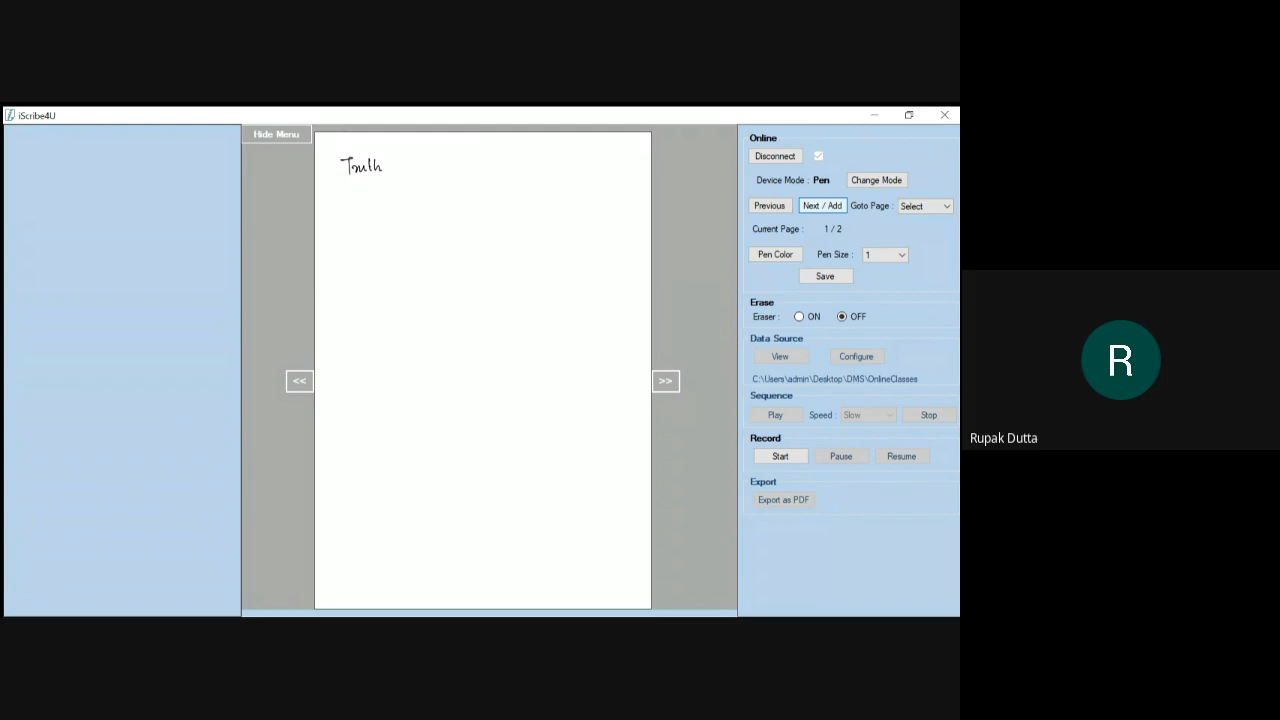 iScribe4U
Hide Menu
Truth
<<
>>
Online
Disconnect
Device Mode : Pen Change Mode
Previous Next / Add Goto Page : Select
Current Page : 1 / 2
Pen Color Pen Size : 1
Save
Erase
Eraser : ON OFF
Data Source
View Configure
C:\Users\admin\Desktop\DMS\OnlineClasses
Sequence
Play Speed : Slow Stop
Record
Start Pause Resume
Export
Export as PDF
R
Rupak Dutta